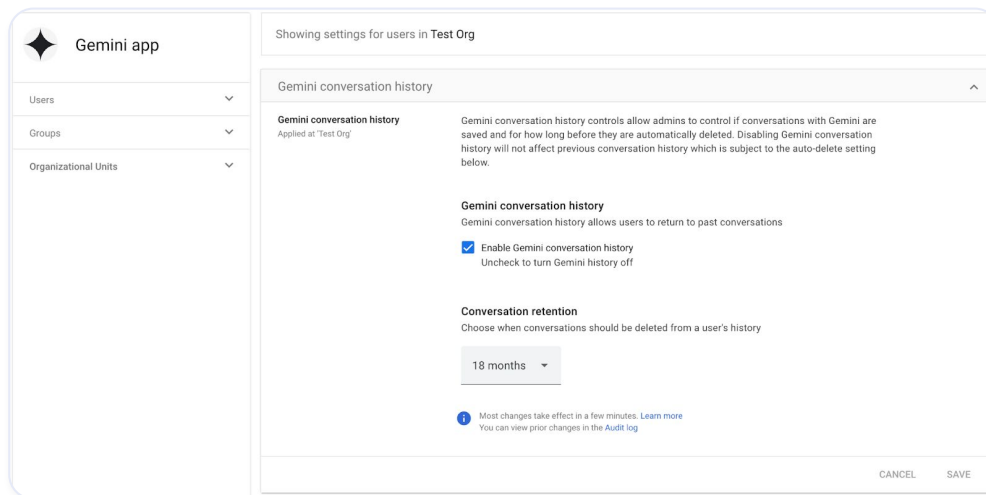 Gemini app
Users
Groups
Organizational Units
Showing settings for users in Test Org
Gemini conversation history
Gemini conversation history
Applied at 'Test Org'
Gemini conversation history controls allow admins to control if conversations with Gemini are
saved and for how long before they are automatically deleted. Disabling Gemini conversation
history will not affect previous conversation history which is subject to the auto-delete setting
below.
Gemini conversation history
Gemini conversation history allows users to return to past conversations
Enable Gemini conversation history
Uncheck to turn Gemini history off
Conversation retention
Choose when conversations should be deleted from a user's history
18 months
Most changes take effect in a few minutes. Learn more
You can view prior changes in the Audit log
CANCEL SAVE